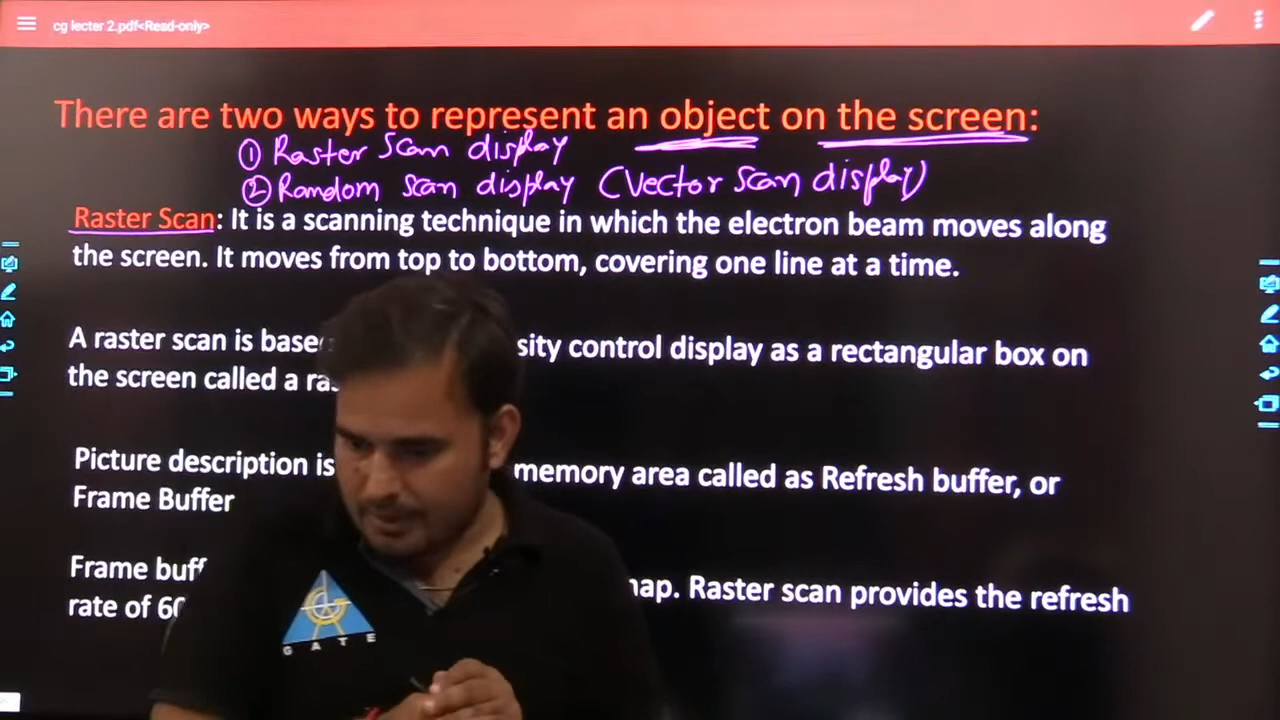 cg lecter 2.pdf<Read-only>
There are two ways to represent an object on the screen:
① Raster Scan display
② Random scan display (Vector scan display)
Raster Scan: It is a scanning technique in which the electron beam moves along
the screen. It moves from top to bottom, covering one line at a time.
A raster scan is base sity control display as a rectangular box on
the screen called a ras
Picture description is memory area called as Refresh buffer, or
Frame Buffer
Frame buff map. Raster scan provides the refresh
rate of 60
GATE